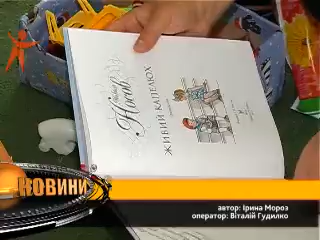 Носов
ЖИВИЙ КАПЕЛЮХ
НОВИНИ
автор: Ірина Мороз
оператор: Віталій Гудилко